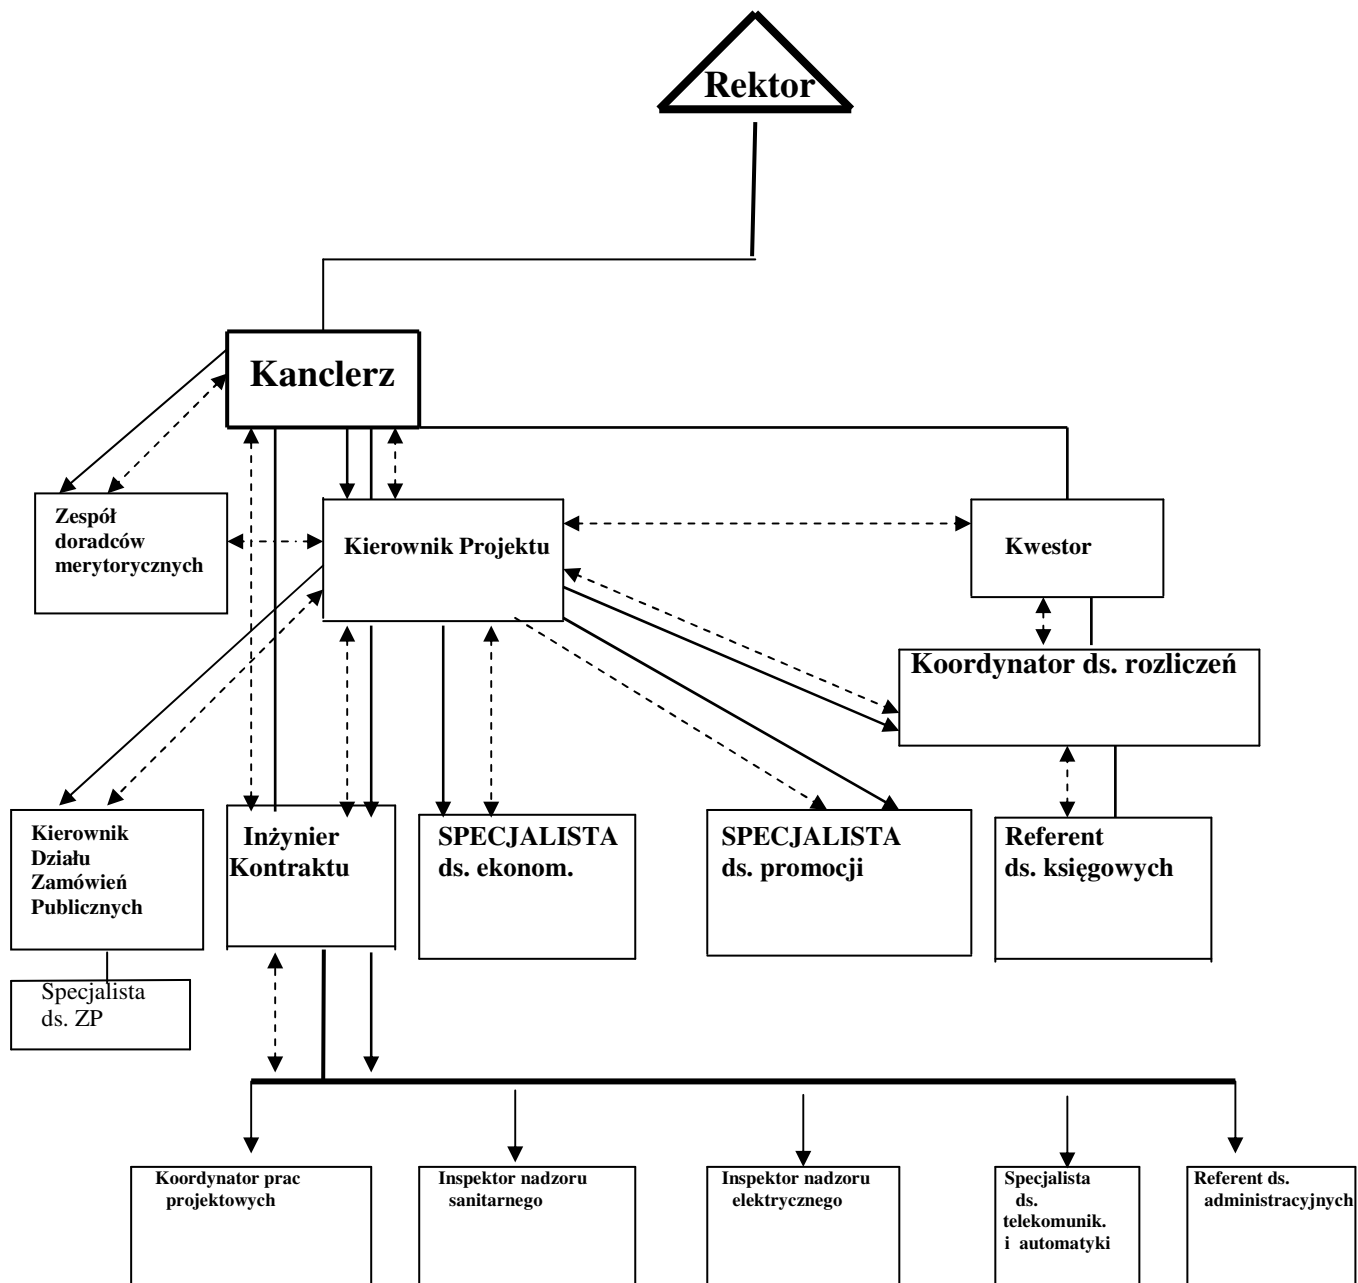 Rektor
Kanclerz
Zespół
doradców
merytorycznych
Kierownik Projektu
Kwestor
Koordynator ds. rozliczeń
Kierownik
Działu
Zamówień
Publicznych
Inżynier
Kontraktu
SPECJALISTA
ds. ekonom.
SPECJALISTA
ds. promocji
Referent
ds. księgowych
Specjalista
ds. ZP
Koordynator prac
projektowych
Inspektor nadzoru
sanitarnego
Inspektor nadzoru
elektrycznego
Specjalista
ds.
telekomunik.
i automatyki
Referent ds.
administracyjnych